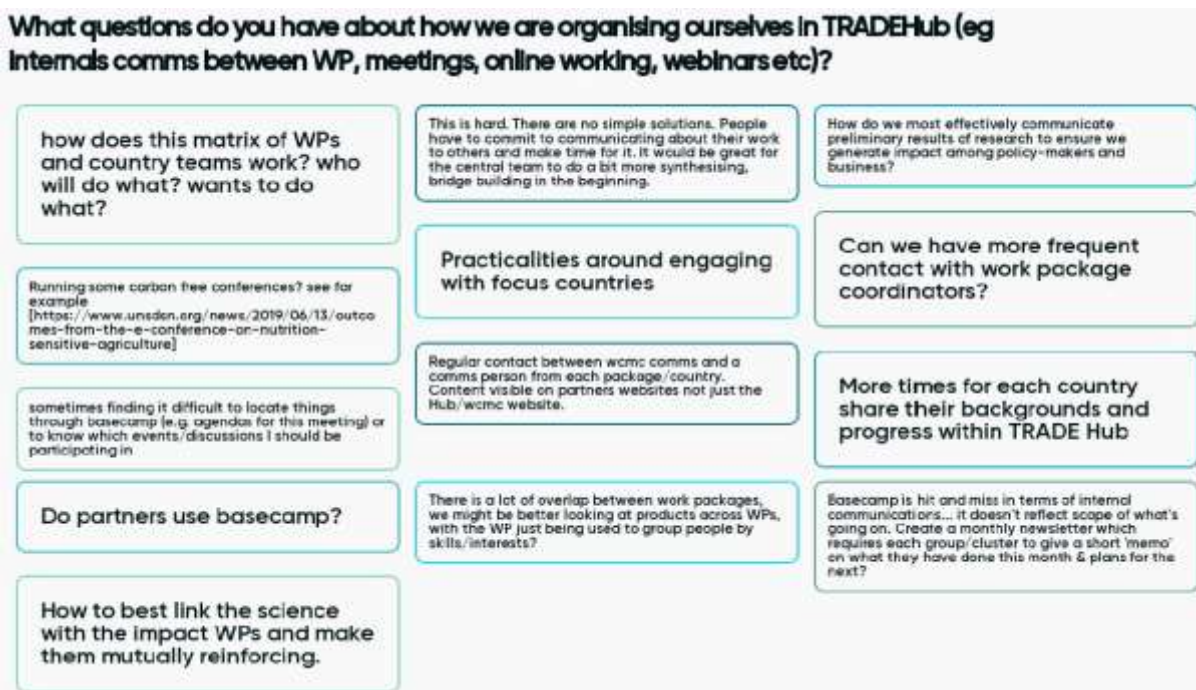 What questions do you have about how we are organising ourselves in TRADEHub (eg
internals comms between WP, meetings, online working, webinars etc)?
how does this matrix of WPs
and country teams work? who
will do what? wants to do
what?
Running some carbon free conferences? see for
example
[https://www.unscn.org/news/2019/06/13/outco
mes-from-the-e-conference-on-nutrition-
sensitive-agriculture]
sometimes finding it difficult to locate things
through basecamp (e.g. agendas for this meeting) or
to know which events/discussions I should be
participating in
Do partners use basecamp?
How to best link the science
with the impact WPs and make
them mutually reinforcing.
This is hard. There are no simple solutions. People
have to commit to communicating about their work
to others and make time for it. It would be great for
the central team to do a bit more synthesising,
bridge building in the beginning.
Practicalities around engaging
with focus countries
Regular contact between wcmc comms and a
comms person from each package/country.
Content visible on partners websites not just the
Hub/wcmc website.
There is a lot of overlap between work packages,
we might be better looking at products across WPs,
with the WP just being used to group people by
skills/interests?
How do we most effectively communicate
preliminary results of research to ensure we
generate impact among policy-makers and
business?
Can we have more frequent
contact with work package
coordinators?
More times for each country
share their backgrounds and
progress within TRADE Hub
Basecamp is hit and miss in terms of internal
communications... it doesn't reflect scope of what's
going on. Create a monthly newsletter which
requires each group/cluster to give a short 'memo'
on what they have done this month & plans for the
next?